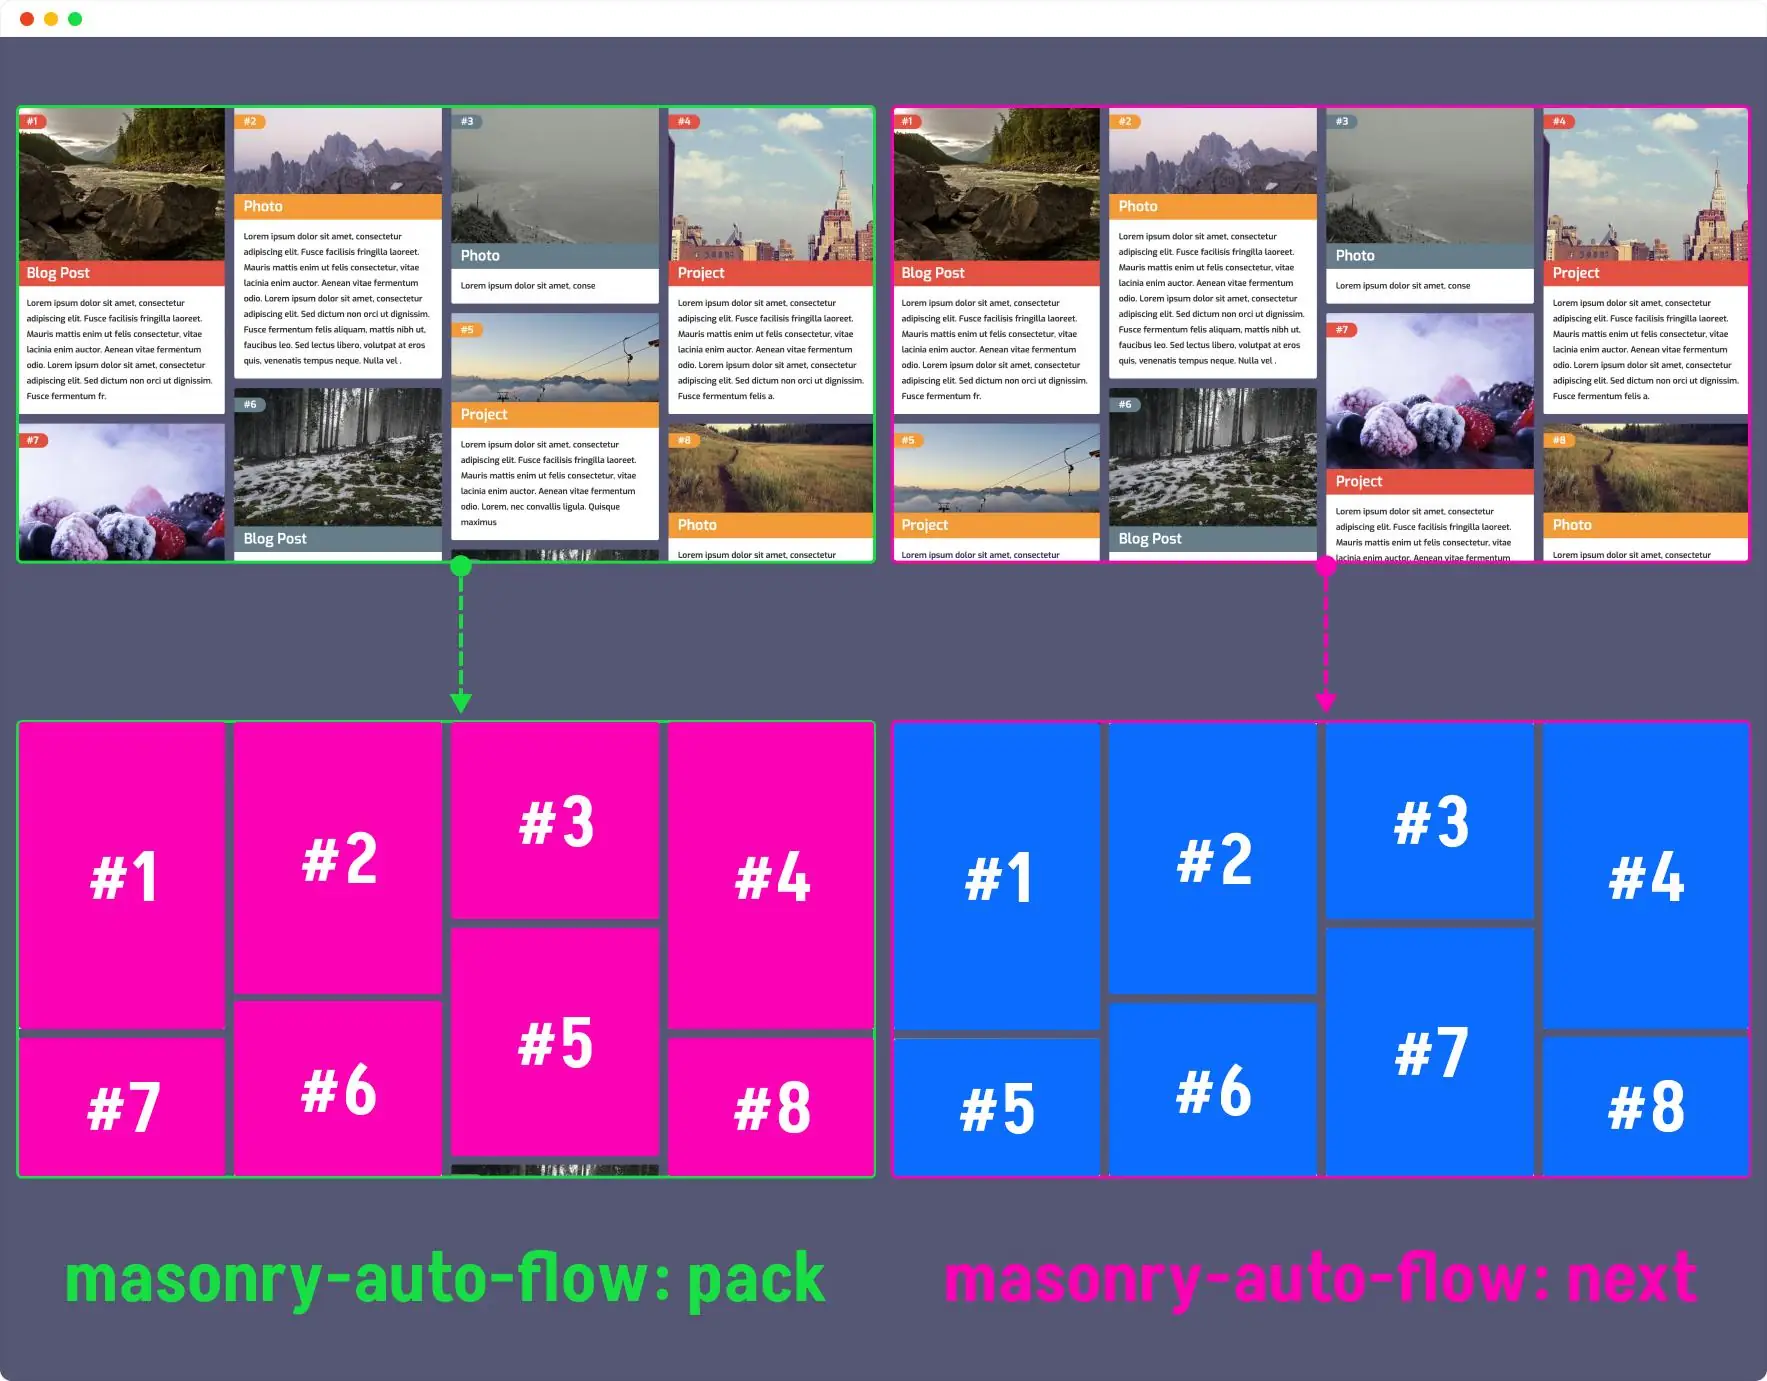 #1
Blog Post
Lorem ipsum dolor sit amet, consectetur
adipiscing elit. Fusce facilisis fringilla laoreet.
Mauris mattis enim ut felis consectetur, vitae
lacinia enim auctor. Aenean vitae fermentum
odio. Lorem ipsum dolor sit amet, consectetur
adipiscing elit. Sed dictum non orci ut dignissim.
Fusce fermentum fr.
#7
#2
Photo
Lorem ipsum dolor sit amet, consectetur
adipiscing elit. Fusce facilisis fringilla laoreet.
Mauris mattis enim ut felis consectetur, vitae
lacinia enim auctor. Aenean vitae fermentum
odio. Lorem ipsum dolor sit amet, consectetur
adipiscing elit. Sed dictum non orci ut dignissim.
Fusce fermentum felis aliquam, mattis nibh ut,
faucibus leo. Sed lectus libero, volutpat at eros
quis, venenatis tempus neque. Nulla vel .
#6
Blog Post
#3
Photo
Lorem ipsum dolor sit amet, conse
#5
Project
Lorem ipsum dolor sit amet, consectetur
adipiscing elit. Fusce facilisis fringilla laoreet.
Mauris mattis enim ut felis consectetur, vitae
lacinia enim auctor. Aenean vitae fermentum
odio. Lorem, nec convallis ligula. Quisque
maximus
#4
Project
Lorem ipsum dolor sit amet, consectetur
adipiscing elit. Fusce facilisis fringilla laoreet.
Mauris mattis enim ut felis consectetur, vitae
lacinia enim auctor. Aenean vitae fermentum
odio. Lorem ipsum dolor sit amet, consectetur
adipiscing elit. Sed dictum non orci ut dignissim.
Fusce fermentum felis a.
#8
Photo
Lorem ipsum dolor sit amet, consectetur
#1
Blog Post
Lorem ipsum dolor sit amet, consectetur
adipiscing elit. Fusce facilisis fringilla laoreet.
Mauris mattis enim ut felis consectetur, vitae
lacinia enim auctor. Aenean vitae fermentum
odio. Lorem ipsum dolor sit amet, consectetur
adipiscing elit. Sed dictum non orci ut dignissim.
Fusce fermentum fr.
#5
Project
Lorem ipsum dolor sit amet, consectetur
#2
Photo
Lorem ipsum dolor sit amet, consectetur
adipiscing elit. Fusce facilisis fringilla laoreet.
Mauris mattis enim ut felis consectetur, vitae
lacinia enim auctor. Aenean vitae fermentum
odio. Lorem ipsum dolor sit amet, consectetur
adipiscing elit. Sed dictum non orci ut dignissim.
Fusce fermentum felis aliquam, mattis nibh ut,
faucibus leo. Sed lectus libero, volutpat at eros
quis, venenatis tempus neque. Nulla vel .
#6
Blog Post
#3
Photo
Lorem ipsum dolor sit amet, conse
#7
Project
Lorem ipsum dolor sit amet, consectetur
adipiscing elit. Fusce facilisis fringilla laoreet.
Mauris mattis enim ut felis consectetur, vitae
lacinia enim auctor. Aenean vitae fermentum
#4
Project
Lorem ipsum dolor sit amet, consectetur
adipiscing elit. Fusce facilisis fringilla laoreet.
Mauris mattis enim ut felis consectetur, vitae
lacinia enim auctor. Aenean vitae fermentum
odio. Lorem ipsum dolor sit amet, consectetur
adipiscing elit. Sed dictum non orci ut dignissim.
Fusce fermentum felis a.
#8
Photo
Lorem ipsum dolor sit amet, consectetur
#1
#2
#3
#4
#7
#6
#5
#8
#1
#2
#3
#4
#5
#6
#7
#8
masonry-auto-flow: pack
masonry-auto-flow: next